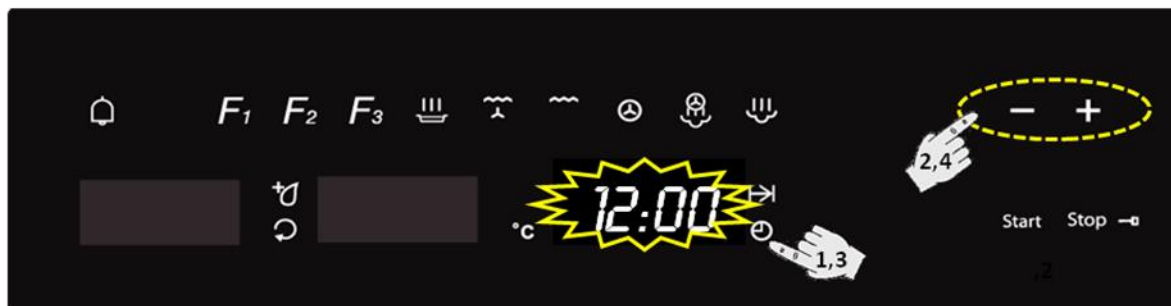 F1 F2 F3 − +
2,4
°C 12:00
1,3
Start Stop
,2